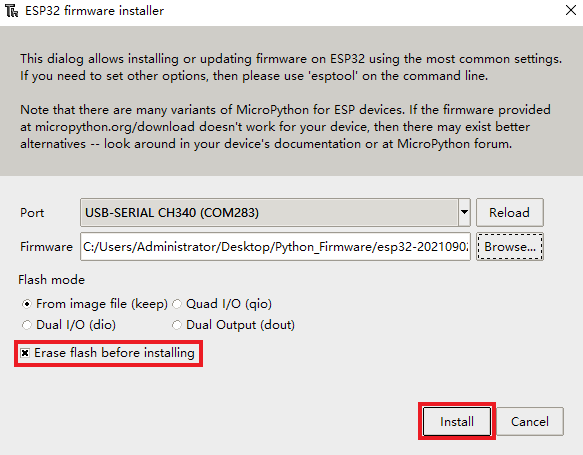 ESP32 firmware installer
This dialog allows installing or updating firmware on ESP32 using the most common settings.
If you need to set other options, then please use 'esptool' on the command line.
Note that there are many variants of MicroPython for ESP devices. If the firmware provided
at micropython.org/download doesn't work for your device, then there may exist better
alternatives -- look around in your device's documentation or at MicroPython forum.
Port USB-SERIAL CH340 (COM283) Reload
Firmware C:/Users/Administrator/Desktop/Python_Firmware/esp32-2021090 Browse...
Flash mode
From image file (keep) Quad I/O (qio)
Dual I/O (dio) Dual Output (dout)
Erase flash before installing
Install Cancel